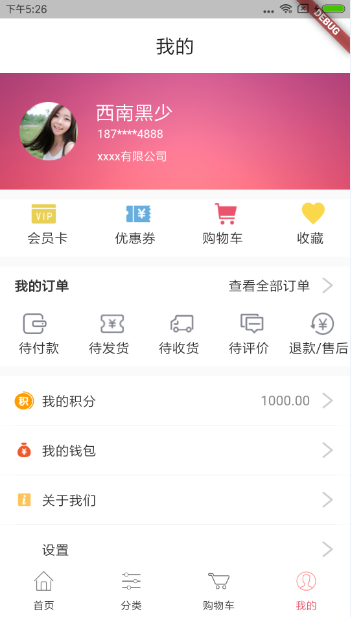 下午5:26
DEBUG
我的
西南黑少
187****4888
xxxx有限公司
VIP ¥
会员卡 优惠券 购物车 收藏
我的订单 查看全部订单
¥ ¥
待付款 待发货 待收货 待评价 退款/售后
积 我的积分 1000.00
¥ 我的钱包
i 关于我们
设置
首页 分类 购物车 我的